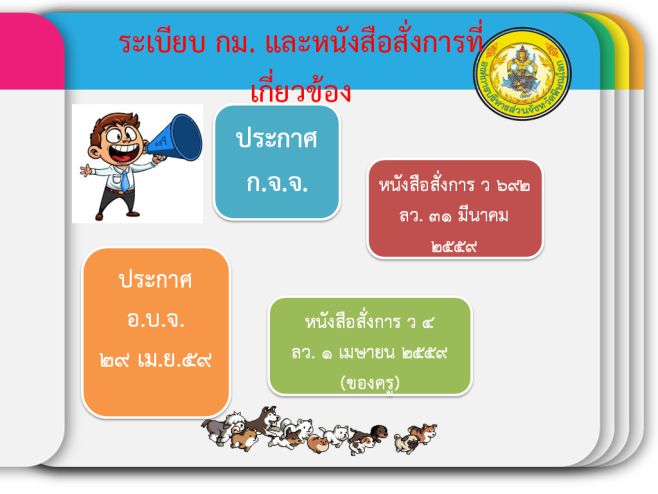 ระเบียบ กม. และหนังสือสั่งการที่
เกี่ยวข้อง
ประกาศ
ก.จ.จ.
หนังสือสั่งการ ว ๖๙๒
ลว. ๓๑ มีนาคม
๒๕๕๙
ประกาศ
อ.บ.จ.
๒๙ เม.ย.๕๙
หนังสือสั่งการ ว ๔
ลว. ๑ เมษายน ๒๕๕๙
(ของครู)